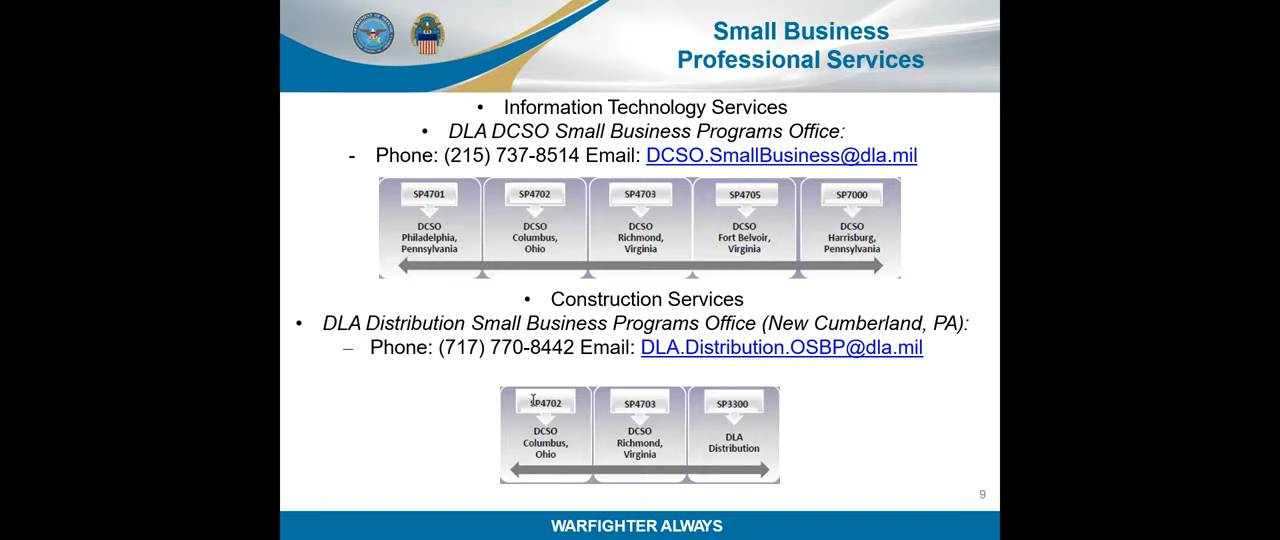 Small Business
Professional Services
• Information Technology Services
• DLA DCSO Small Business Programs Office:
- Phone: (215) 737-8514 Email: DCSO.SmallBusiness@dla.mil
SP4701 SP4702 SP4703 SP4705 SP7000
DCSO DCSO DCSO DCSO DCSO
Philadelphia, Columbus, Richmond, Fort Belvoir, Harrisburg,
Pennsylvania Ohio Virginia Virginia Pennsylvania
• Construction Services
• DLA Distribution Small Business Programs Office (New Cumberland, PA):
– Phone: (717) 770-8442 Email: DLA.Distribution.OSBP@dla.mil
SP4702 SP4703 SP3300
DCSO DCSO DLA
Columbus, Richmond, Distribution
Ohio Virginia
9
WARFIGHTER ALWAYS